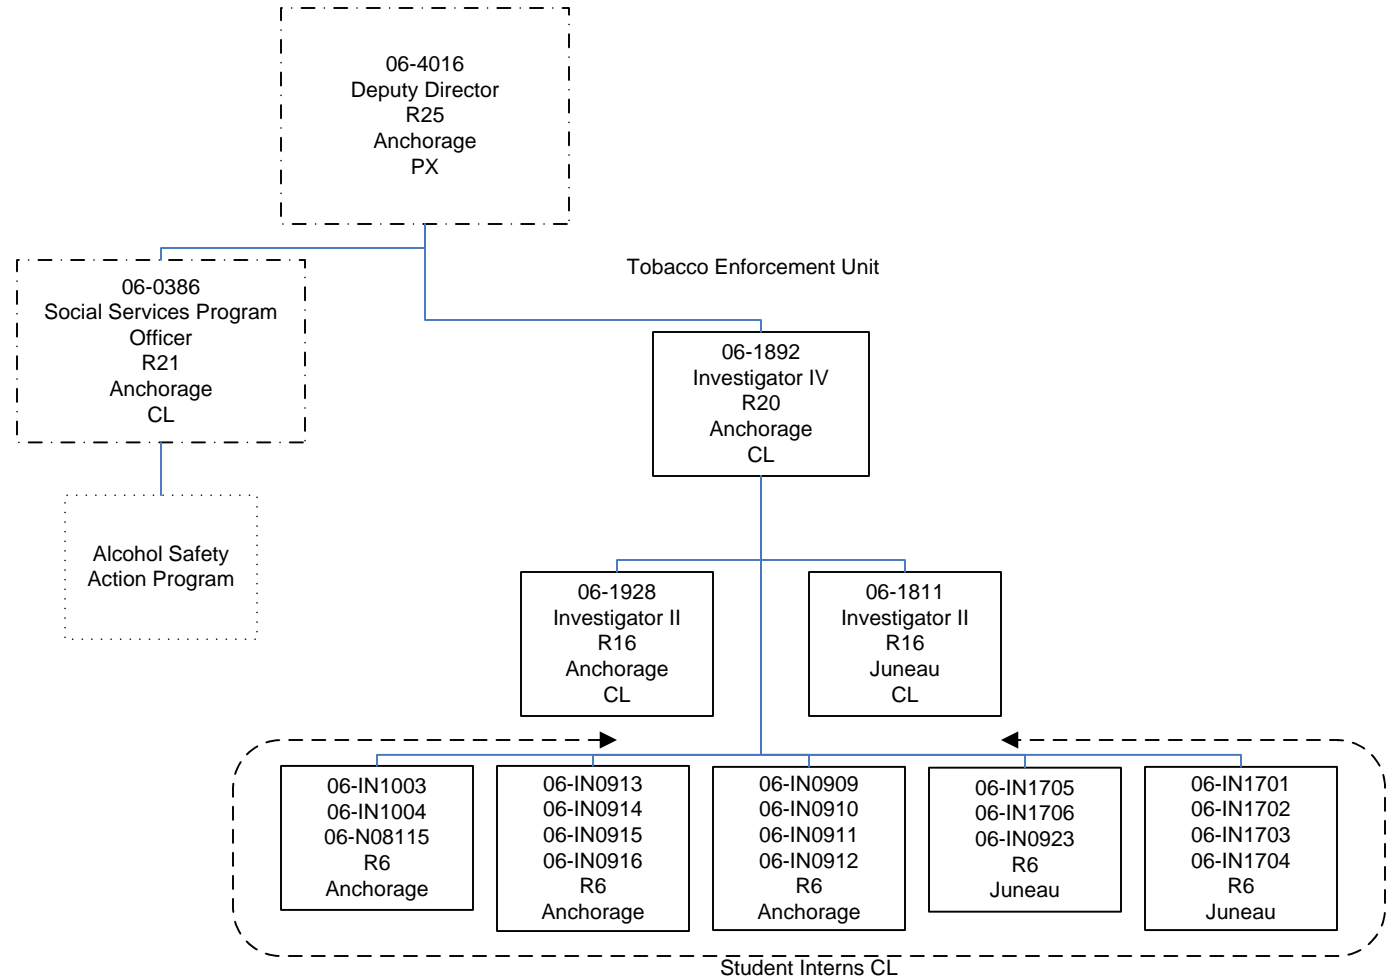 06-4016
Deputy Director
R25
Anchorage
PX
Tobacco Enforcement Unit
06-0386
Social Services Program
Officer
R21
Anchorage
CL
06-1892
Investigator IV
R20
Anchorage
CL
Alcohol Safety
Action Program
06-1928
Investigator II
R16
Anchorage
CL
06-1811
Investigator II
R16
Juneau
CL
06-IN1003
06-IN1004
06-N08115
R6
Anchorage
06-IN0913
06-IN0914
06-IN0915
06-IN0916
R6
Anchorage
06-IN0909
06-IN0910
06-IN0911
06-IN0912
R6
Anchorage
06-IN1705
06-IN1706
06-IN0923
R6
Juneau
06-IN1701
06-IN1702
06-IN1703
06-IN1704
R6
Juneau
Student Interns CL